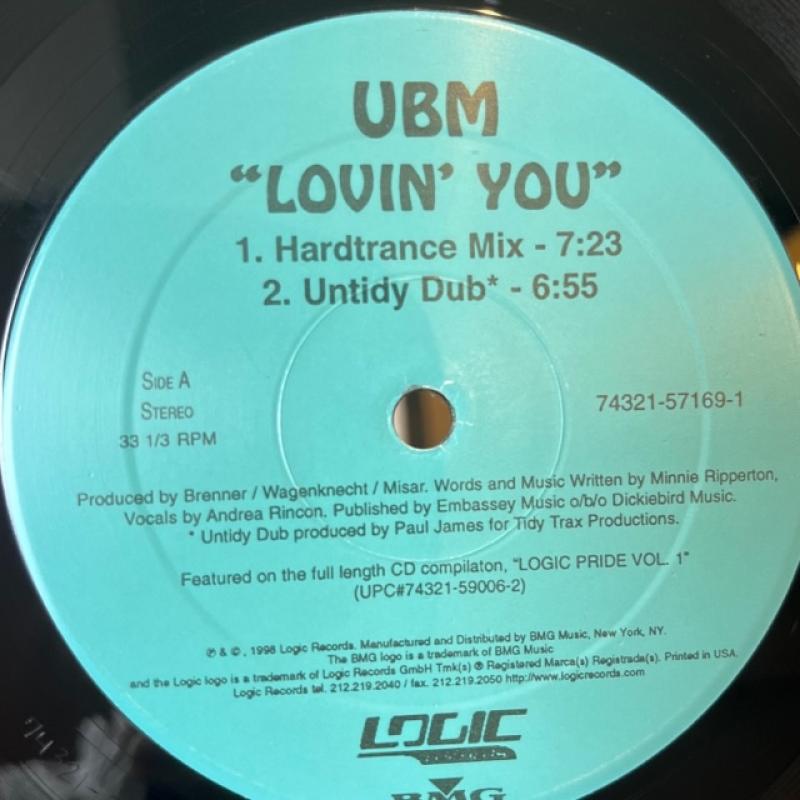 UBM
"LOVIN' YOU"
1. Hardtrance Mix - 7:23
2. Untidy Dub* - 6:55
SIDE A
STEREO
33 1/3 RPM
74321-57169-1
Produced by Brenner / Wagenknecht / Misar. Words and Music Written by Minnie Ripperton,
Vocals by Andrea Rincon. Published by Embassey Music o/b/o Dickiebird Music.
* Untidy Dub produced by Paul James for Tidy Trax Productions.
Featured on the full length CD compilaton, "LOGIC PRIDE VOL. 1"
(UPC#74321-59006-2)
℗ & ©, 1998 Logic Records. Manufactured and Distributed by BMG Music, New York, NY.
The BMG logo is a trademark of BMG Music
and the Logic logo is a trademark of Logic Records GmbH Tmk(s) ® Registered Marca(s) Registrada(s). Printed in USA.
Logic Records tel. 212.219.2040 / fax. 212.219.2050 http://www.logicrecords.com
LOGIC
RECORDS
BMG